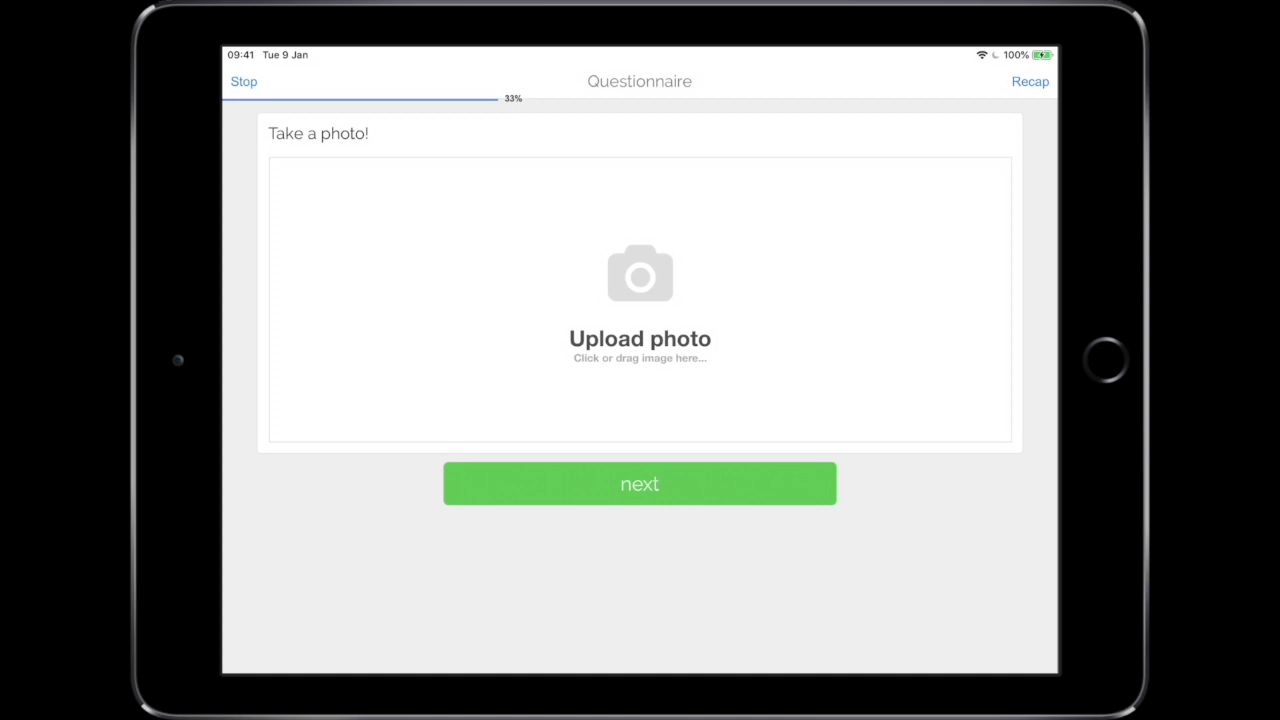 09:41 Tue 9 Jan 100%
Stop Questionnaire Recap
33%
Take a photo!
Upload photo
Click or drag image here...
next